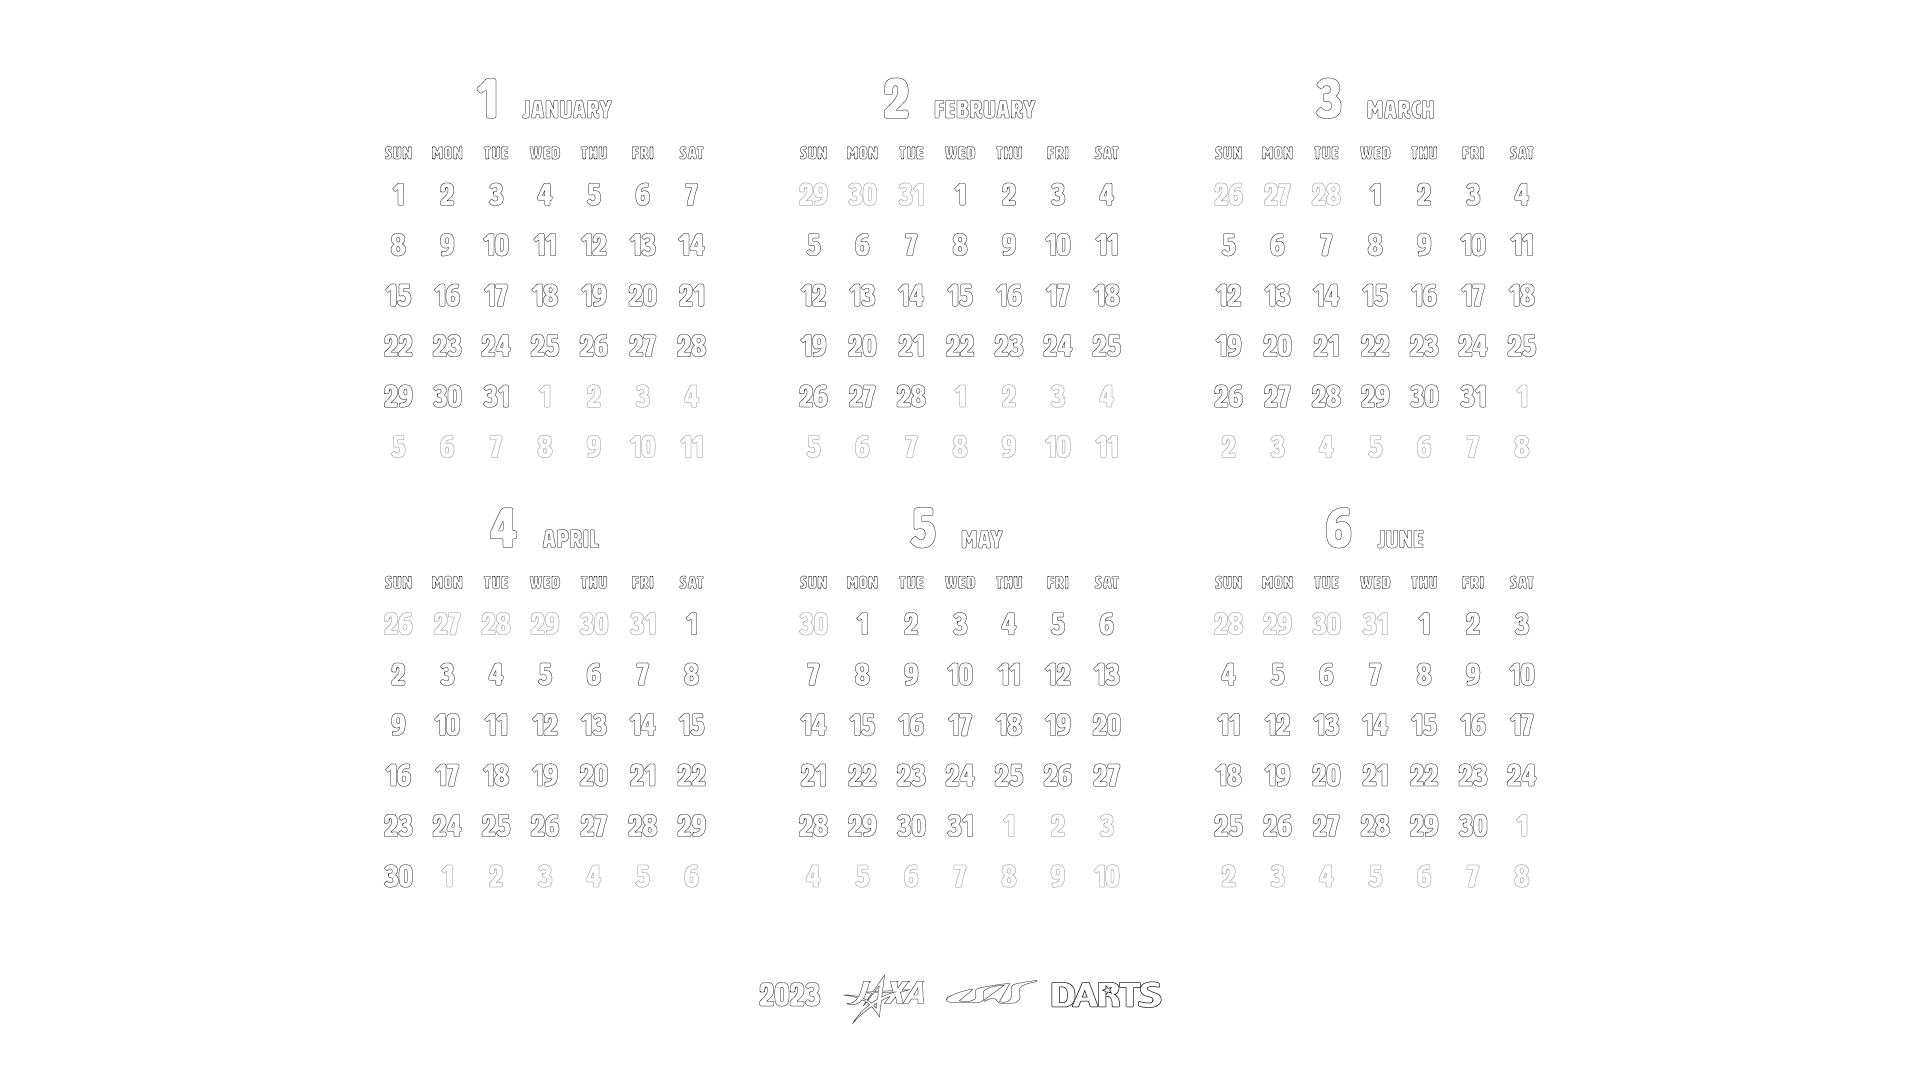 1 JANUARY
SUN MON TUE WED THU FRI SAT
1 2 3 4 5 6 7
8 9 10 11 12 13 14
15 16 17 18 19 20 21
22 23 24 25 26 27 28
29 30 31 1 2 3 4
5 6 7 8 9 10 11
2 FEBRUARY
SUN MON TUE WED THU FRI SAT
29 30 31 1 2 3 4
5 6 7 8 9 10 11
12 13 14 15 16 17 18
19 20 21 22 23 24 25
26 27 28 1 2 3 4
5 6 7 8 9 10 11
3 MARCH
SUN MON TUE WED THU FRI SAT
26 27 28 1 2 3 4
5 6 7 8 9 10 11
12 13 14 15 16 17 18
19 20 21 22 23 24 25
26 27 28 29 30 31 1
2 3 4 5 6 7 8
4 APRIL
SUN MON TUE WED THU FRI SAT
26 27 28 29 30 31 1
2 3 4 5 6 7 8
9 10 11 12 13 14 15
16 17 18 19 20 21 22
23 24 25 26 27 28 29
30 1 2 3 4 5 6
5 MAY
SUN MON TUE WED THU FRI SAT
30 1 2 3 4 5 6
7 8 9 10 11 12 13
14 15 16 17 18 19 20
21 22 23 24 25 26 27
28 29 30 31 1 2 3
4 5 6 7 8 9 10
6 JUNE
SUN MON TUE WED THU FRI SAT
28 29 30 31 1 2 3
4 5 6 7 8 9 10
11 12 13 14 15 16 17
18 19 20 21 22 23 24
25 26 27 28 29 30 1
2 3 4 5 6 7 8
2023 JAXA ISAS DARTS